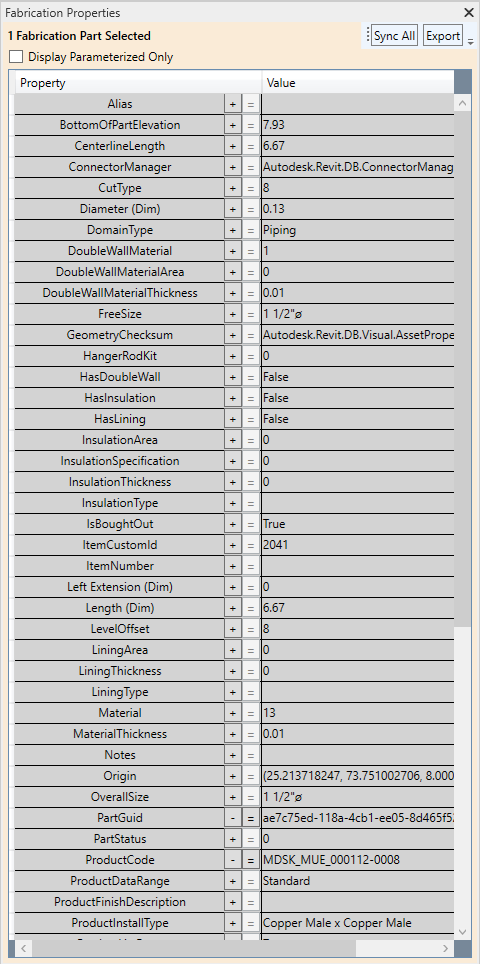 Fabrication Properties
1 Fabrication Part Selected
Sync All Export
Display Parameterized Only
Property Value
Alias + =
BottomOfPartElevation + = 7.93
CenterlineLength + = 6.67
ConnectorManager + = Autodesk.Revit.DB.ConnectorManag
CutType + = 8
Diameter (Dim) + = 0.13
DomainType + = Piping
DoubleWallMaterial + = 1
DoubleWallMaterialArea + = 0
DoubleWallMaterialThickness + = 0.01
FreeSize + = 1 1/2"ø
GeometryChecksum + = Autodesk.Revit.DB.Visual.AssetPrope
HangerRodKit + = 0
HasDoubleWall + = False
HasInsulation + = False
HasLining + = False
InsulationArea + = 0
InsulationSpecification + = 0
InsulationThickness + = 0
InsulationType + =
IsBoughtOut + = True
ItemCustomId + = 2041
ItemNumber + =
Left Extension (Dim) + = 0
Length (Dim) + = 6.67
LevelOffset + = 8
LiningArea + = 0
LiningThickness + = 0
LiningType + =
Material + = 13
MaterialThickness + = 0.01
Notes + =
Origin + = (25.213718247, 73.751002706, 8.000
OverallSize + = 1 1/2"ø
PartGuid - = ae7c75ed-118a-4cb1-ee05-8d465f5
PartStatus + = 0
ProductCode - = MDSK_MUE_000112-0008
ProductDataRange + = Standard
ProductFinishDescription + =
ProductInstallType + = Copper Male x Copper Male